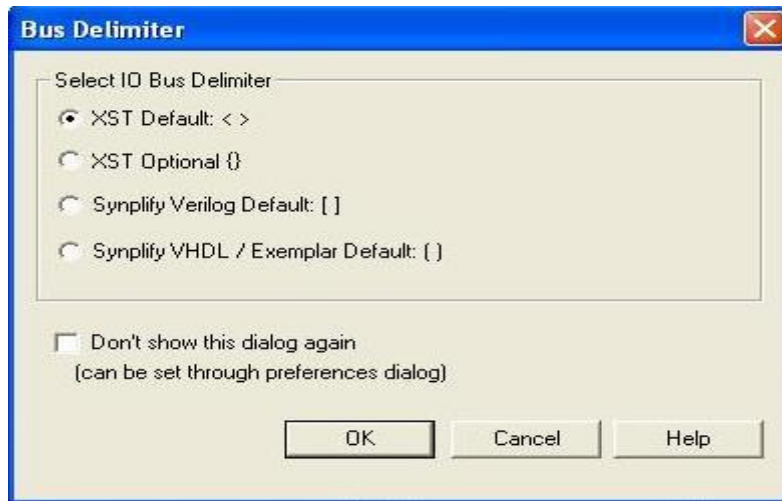 Bus Delimiter
Select IO Bus Delimiter
XST Default: < >
XST Optional {}
Synplify Verilog Default: [ ]
Synplify VHDL / Exemplar Default: ( )
Don't show this dialog again
(can be set through preferences dialog)
OK
Cancel
Help